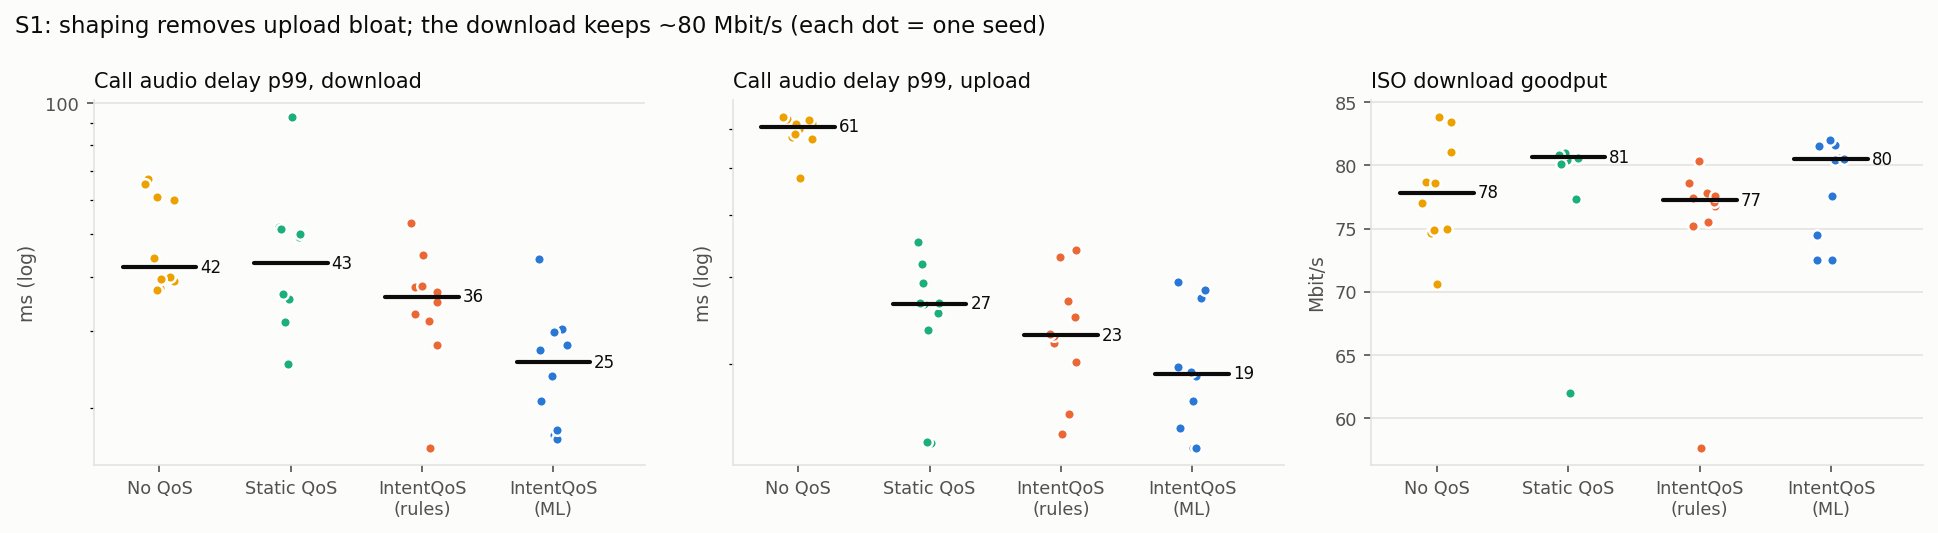 S1: shaping removes upload bloat; the download keeps ~80 Mbit/s (each dot = one seed)
Call audio delay p99, download
ms (log)
100
42
43
36
25
No QoS
Static QoS
IntentQoS
(rules)
IntentQoS
(ML)
Call audio delay p99, upload
ms (log)
61
27
23
19
No QoS
Static QoS
IntentQoS
(rules)
IntentQoS
(ML)
ISO download goodput
Mbit/s
85
80
75
70
65
60
78
81
77
80
No QoS
Static QoS
IntentQoS
(rules)
IntentQoS
(ML)